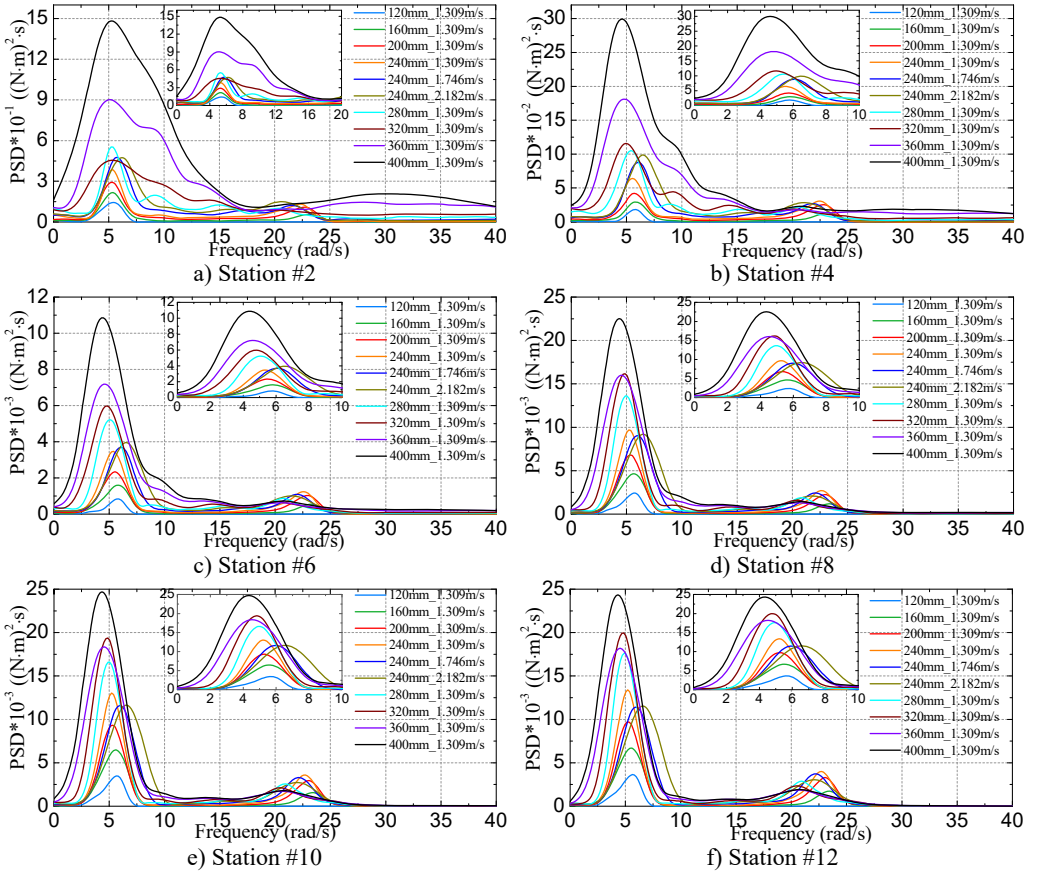 PSD*10⁻¹ ((N·m)²·s)
15
12
9
6
3
0
0 5 10 15 20 25 30 35 40
Frequency (rad/s)
15
12
9
6
3
0
0 4 8 12 16 20
120mm_1.309m/s
160mm_1.309m/s
200mm_1.309m/s
240mm_1.309m/s
240mm_1.746m/s
240mm_2.182m/s
280mm_1.309m/s
320mm_1.309m/s
360mm_1.309m/s
400mm_1.309m/s
a) Station #2
PSD*10⁻² ((N·m)²·s)
30
25
20
15
10
5
0
0 5 10 15 20 25 30 35 40
Frequency (rad/s)
30
25
20
15
10
5
0
0 2 4 6 8 10
120mm_1.309m/s
160mm_1.309m/s
200mm_1.309m/s
240mm_1.309m/s
240mm_1.746m/s
240mm_2.182m/s
280mm_1.309m/s
320mm_1.309m/s
360mm_1.309m/s
400mm_1.309m/s
b) Station #4
PSD*10⁻³ ((N·m)²·s)
12
10
8
6
4
2
0
0 5 10 15 20 25 30 35 40
Frequency (rad/s)
12
10
8
6
4
2
0
0 2 4 6 8 10
120mm_1.309m/s
160mm_1.309m/s
200mm_1.309m/s
240mm_1.309m/s
240mm_1.746m/s
240mm_2.182m/s
280mm_1.309m/s
320mm_1.309m/s
360mm_1.309m/s
400mm_1.309m/s
c) Station #6
PSD*10⁻³ ((N·m)²·s)
25
20
15
10
5
0
0 5 10 15 20 25 30 35 40
Frequency (rad/s)
25
20
15
10
5
0
0 2 4 6 8 10
120mm_1.309m/s
160mm_1.309m/s
200mm_1.309m/s
240mm_1.309m/s
240mm_1.746m/s
240mm_2.182m/s
280mm_1.309m/s
320mm_1.309m/s
360mm_1.309m/s
400mm_1.309m/s
d) Station #8
PSD*10⁻³ ((N·m)²·s)
25
20
15
10
5
0
0 5 10 15 20 25 30 35 40
Frequency (rad/s)
25
20
15
10
5
0
0 2 4 6 8 10
120mm_1.309m/s
160mm_1.309m/s
200mm_1.309m/s
240mm_1.309m/s
240mm_1.746m/s
240mm_2.182m/s
280mm_1.309m/s
320mm_1.309m/s
360mm_1.309m/s
400mm_1.309m/s
e) Station #10
PSD*10⁻³ ((N·m)²·s)
25
20
15
10
5
0
0 5 10 15 20 25 30 35 40
Frequency (rad/s)
25
20
15
10
5
0
0 2 4 6 8 10
120mm_1.309m/s
160mm_1.309m/s
200mm_1.309m/s
240mm_1.309m/s
240mm_1.746m/s
240mm_2.182m/s
280mm_1.309m/s
320mm_1.309m/s
360mm_1.309m/s
400mm_1.309m/s
f) Station #12